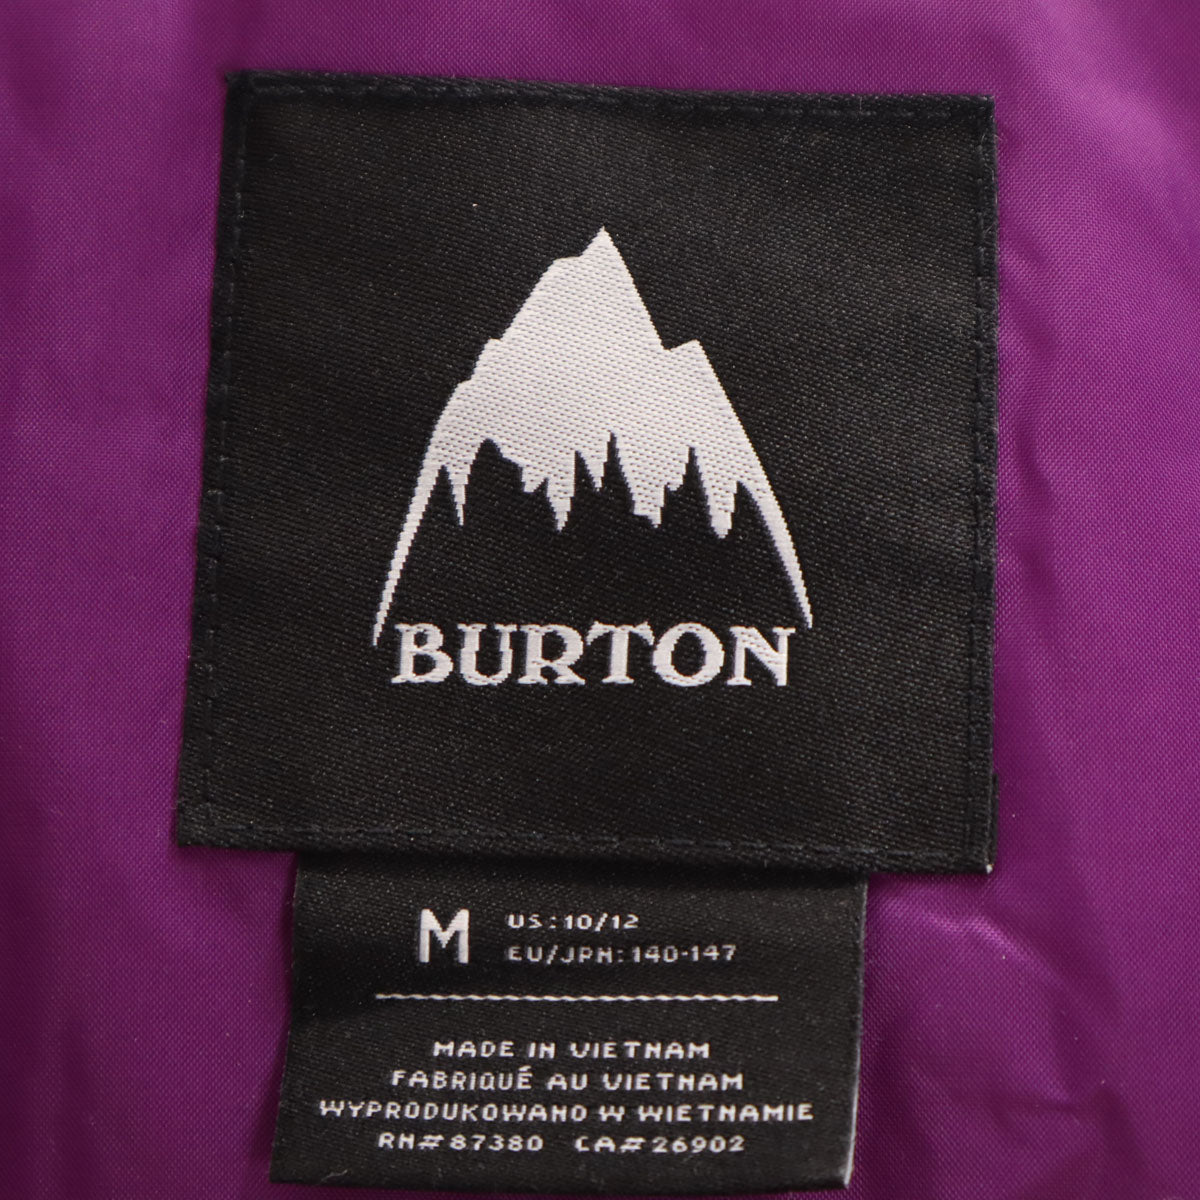 BURTON
M US:10/12
EU/JPN:140-147
MADE IN VIETNAM
FABRIQUÉ AU VIETNAM
WYPRODUKOWANO W WIETNAMIE
RN#87380 CA#26902